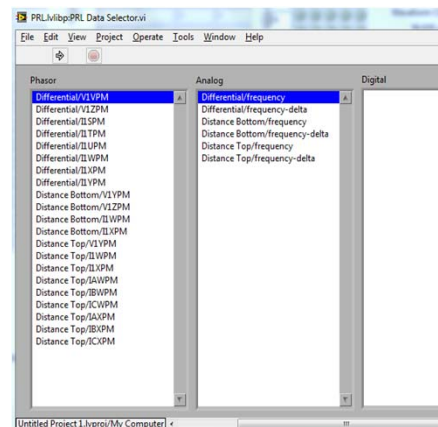 PRL.lvlibp:PRL Data Selector.vi
File Edit View Project Operate Tools Window Help
Phasor
Differential/V1VPM
Differential/V1ZPM
Differential/I1SPM
Differential/I1TPM
Differential/I1UPM
Differential/I1WPM
Differential/I1XPM
Differential/I1YPM
Distance Bottom/V1YPM
Distance Bottom/V1ZPM
Distance Bottom/I1WPM
Distance Bottom/I1XPM
Distance Top/V1YPM
Distance Top/I1WPM
Distance Top/I1XPM
Distance Top/IAWPM
Distance Top/IBWPM
Distance Top/ICWPM
Distance Top/IAXPM
Distance Top/IBXPM
Distance Top/ICXPM
Analog
Differential/frequency
Differential/frequency-delta
Distance Bottom/frequency
Distance Bottom/frequency-delta
Distance Top/frequency
Distance Top/frequency-delta
Digital
Untitled Project 1.lvproj/My Computer